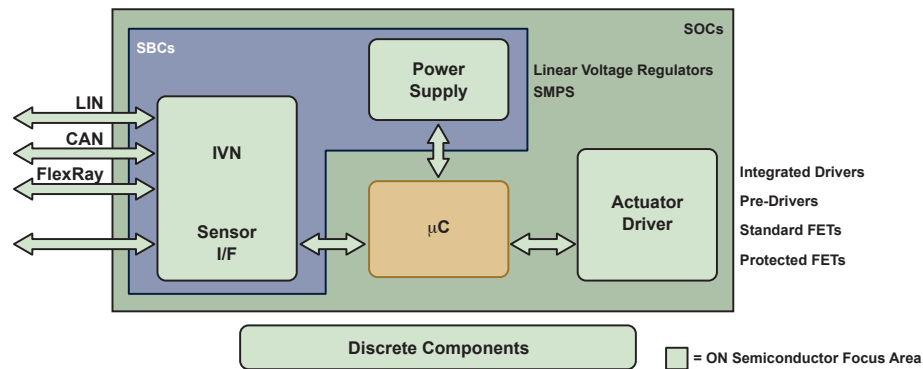 SOCs
SBCs
Power
Supply
Linear Voltage Regulators
SMPS
LIN
CAN
FlexRay
IVN
Sensor
I/F
μC
Actuator
Driver
Integrated Drivers
Pre-Drivers
Standard FETs
Protected FETs
Discrete Components
= ON Semiconductor Focus Area